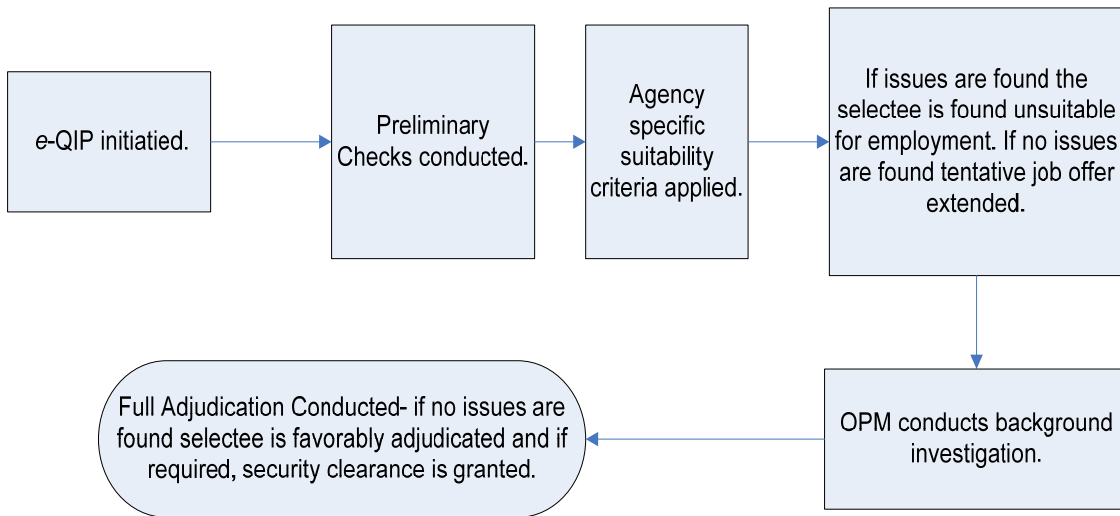 e-QIP initiatied.
Preliminary
Checks conducted.
Agency
specific
suitability
criteria applied.
If issues are found the
selectee is found unsuitable
for employment. If no issues
are found tentative job offer
extended.
OPM conducts background
investigation.
Full Adjudication Conducted- if no issues are
found selectee is favorably adjudicated and if
required, security clearance is granted.